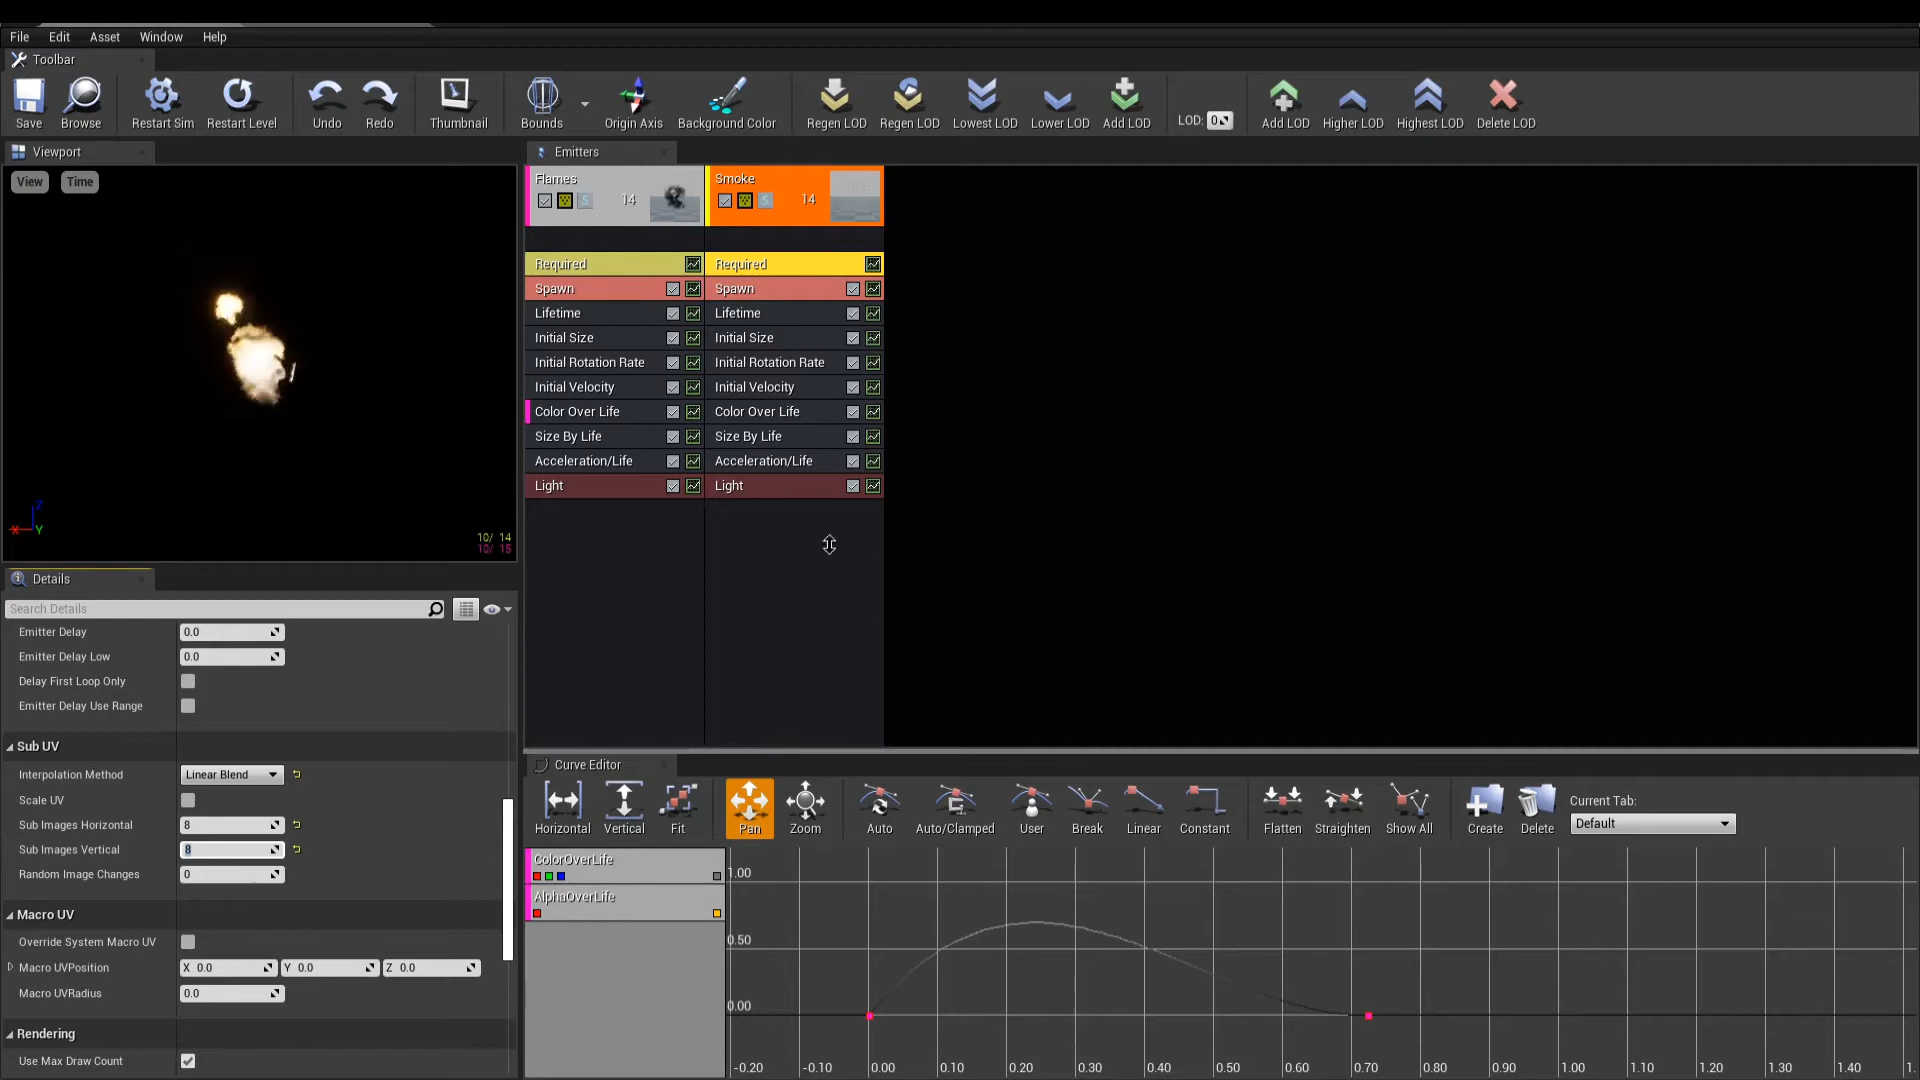 File Edit Asset Window Help
Toolbar
Save Browse Restart Sim Restart Level Undo Redo Thumbnail Bounds Origin Axis Background Color Regen LOD Regen LOD Lowest LOD Lower LOD Add LOD LOD: 0 Add LOD Higher LOD Highest LOD Delete LOD
Viewport
View Time
X Z Y
10/ 14
10/ 15
Emitters
Flames Smoke
S 14 S 14
Required Required
Spawn Spawn
Lifetime Lifetime
Initial Size Initial Size
Initial Rotation Rate Initial Rotation Rate
Initial Velocity Initial Velocity
Color Over Life Color Over Life
Size By Life Size By Life
Acceleration/Life Acceleration/Life
Light Light
Details
Search Details
Emitter Delay 0.0
Emitter Delay Low 0.0
Delay First Loop Only
Emitter Delay Use Range
Sub UV
Interpolation Method Linear Blend
Scale UV
Sub Images Horizontal 8
Sub Images Vertical 8
Random Image Changes 0
Macro UV
Override System Macro UV
Macro UVPosition X 0.0 Y 0.0 Z 0.0
Macro UVRadius 0.0
Rendering
Use Max Draw Count
Curve Editor
Horizontal Vertical Fit Pan Zoom Auto Auto/Clamped User Break Linear Constant Flatten Straighten Show All Create Delete
Current Tab:
Default
ColorOverLife
AlphaOverLife
1.00
0.50
0.00
-0.20 -0.10 0.00 0.10 0.20 0.30 0.40 0.50 0.60 0.70 0.80 0.90 1.00 1.10 1.20 1.30 1.40 1.